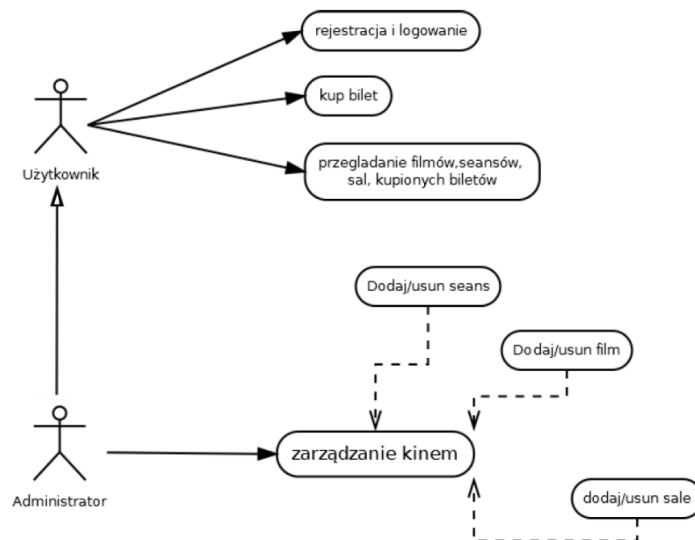 rejestracja i logowanie
kup bilet
przegladanie filmów,seansów,
sal, kupionych biletów
Użytkownik
Dodaj/usun seans
Dodaj/usun film
zarządzanie kinem
Administrator
dodaj/usun sale